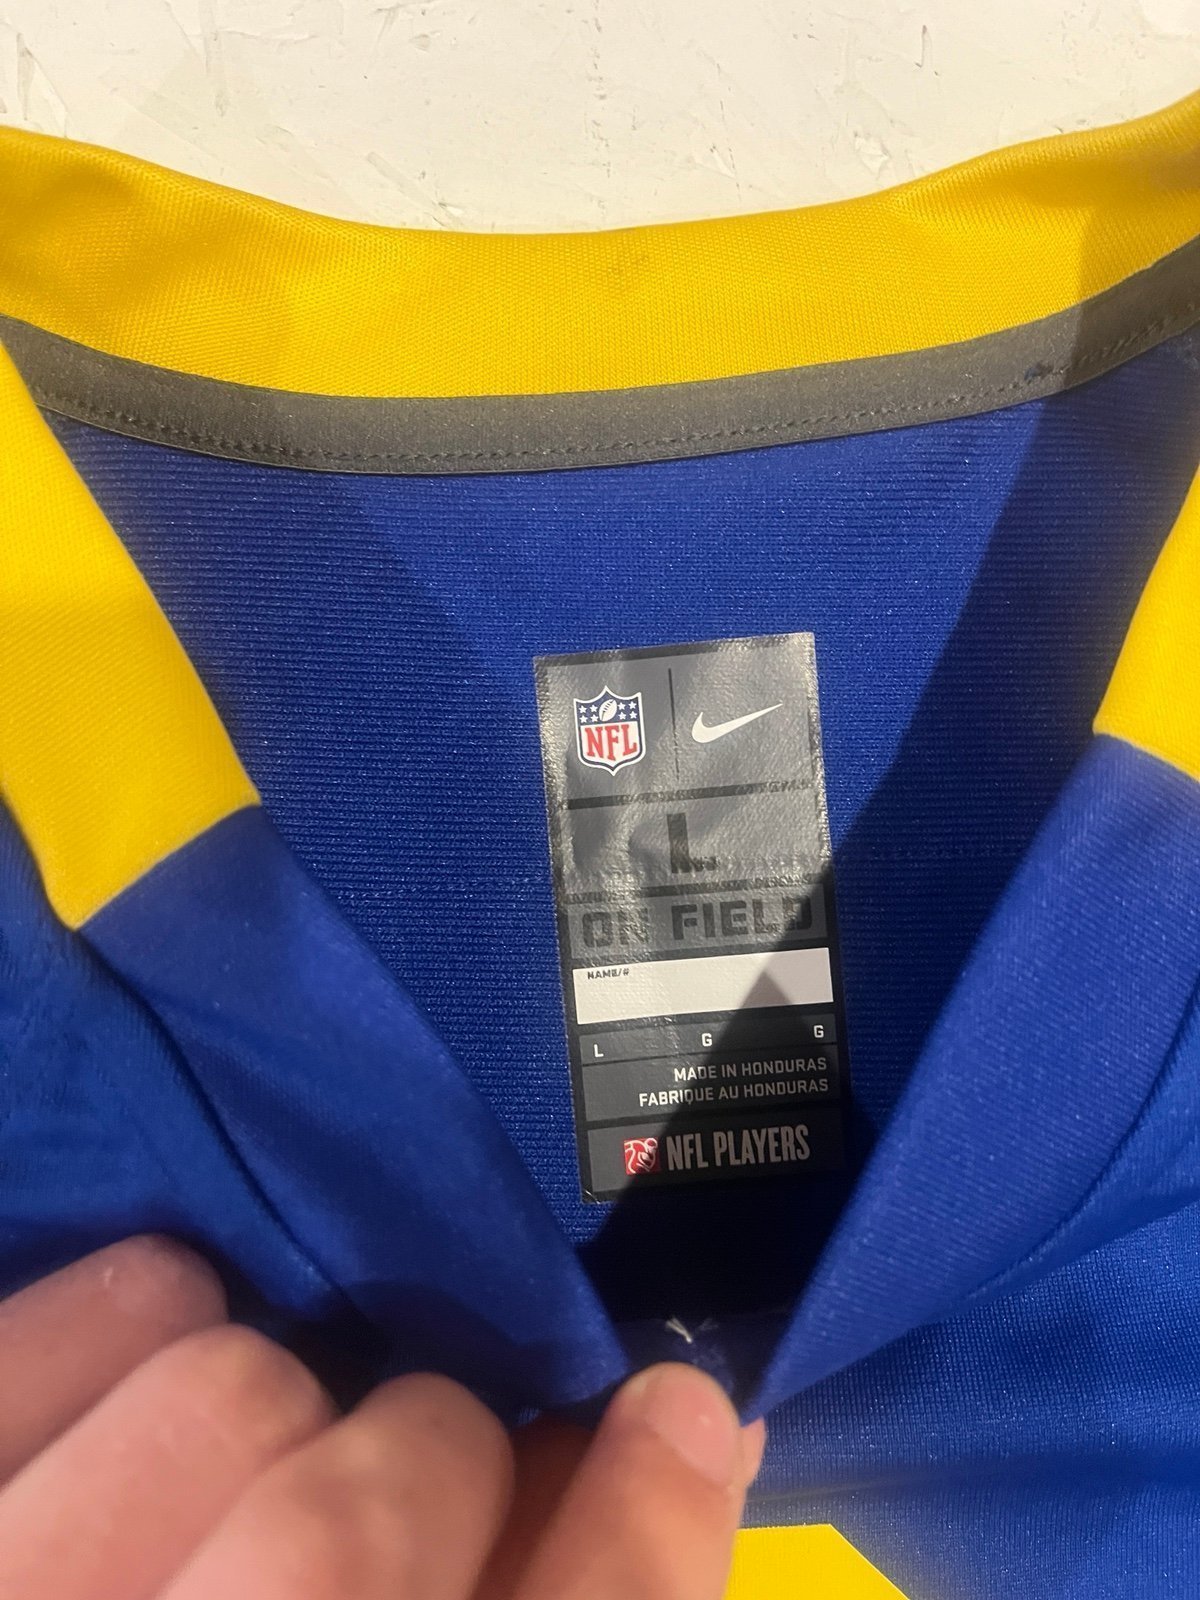 NFL
L
ON FIELD
NAME/#
L G G
MADE IN HONDURAS
FABRIQUE AU HONDURAS
NFL PLAYERS